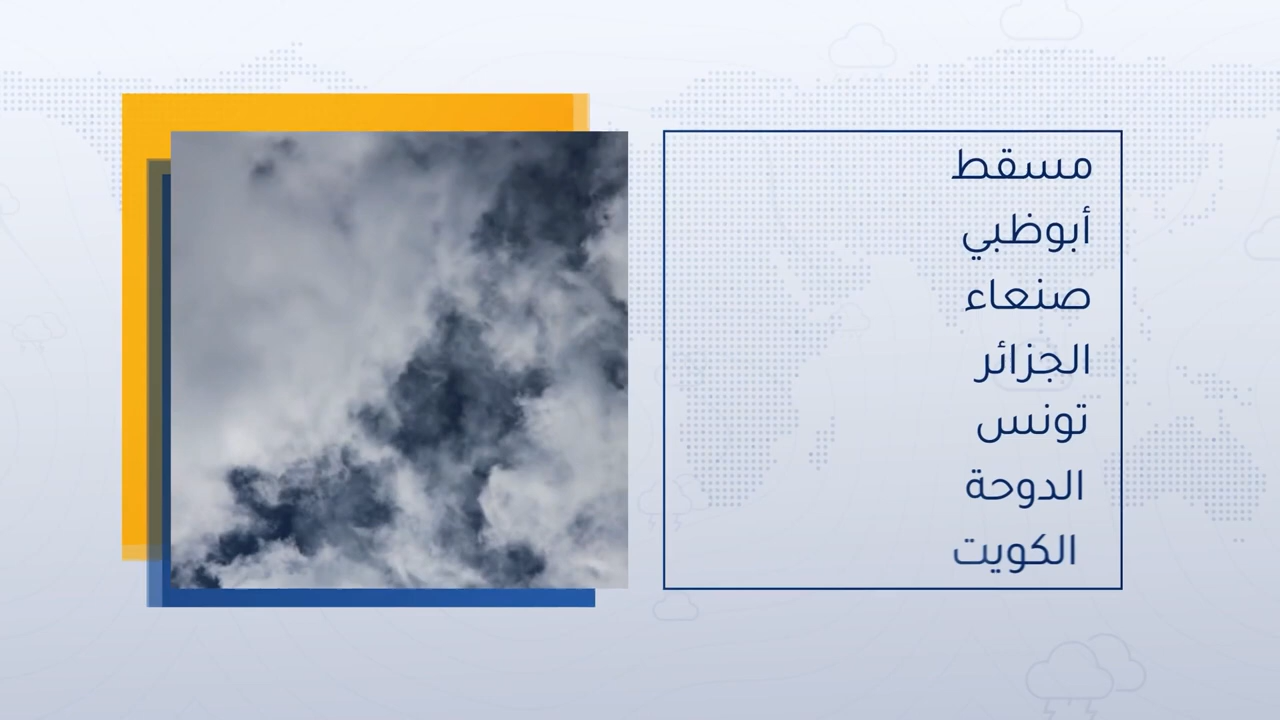 مسقط
أبوظبي
صنعاء
الجزائر
تونس
الدوحة
الكويت